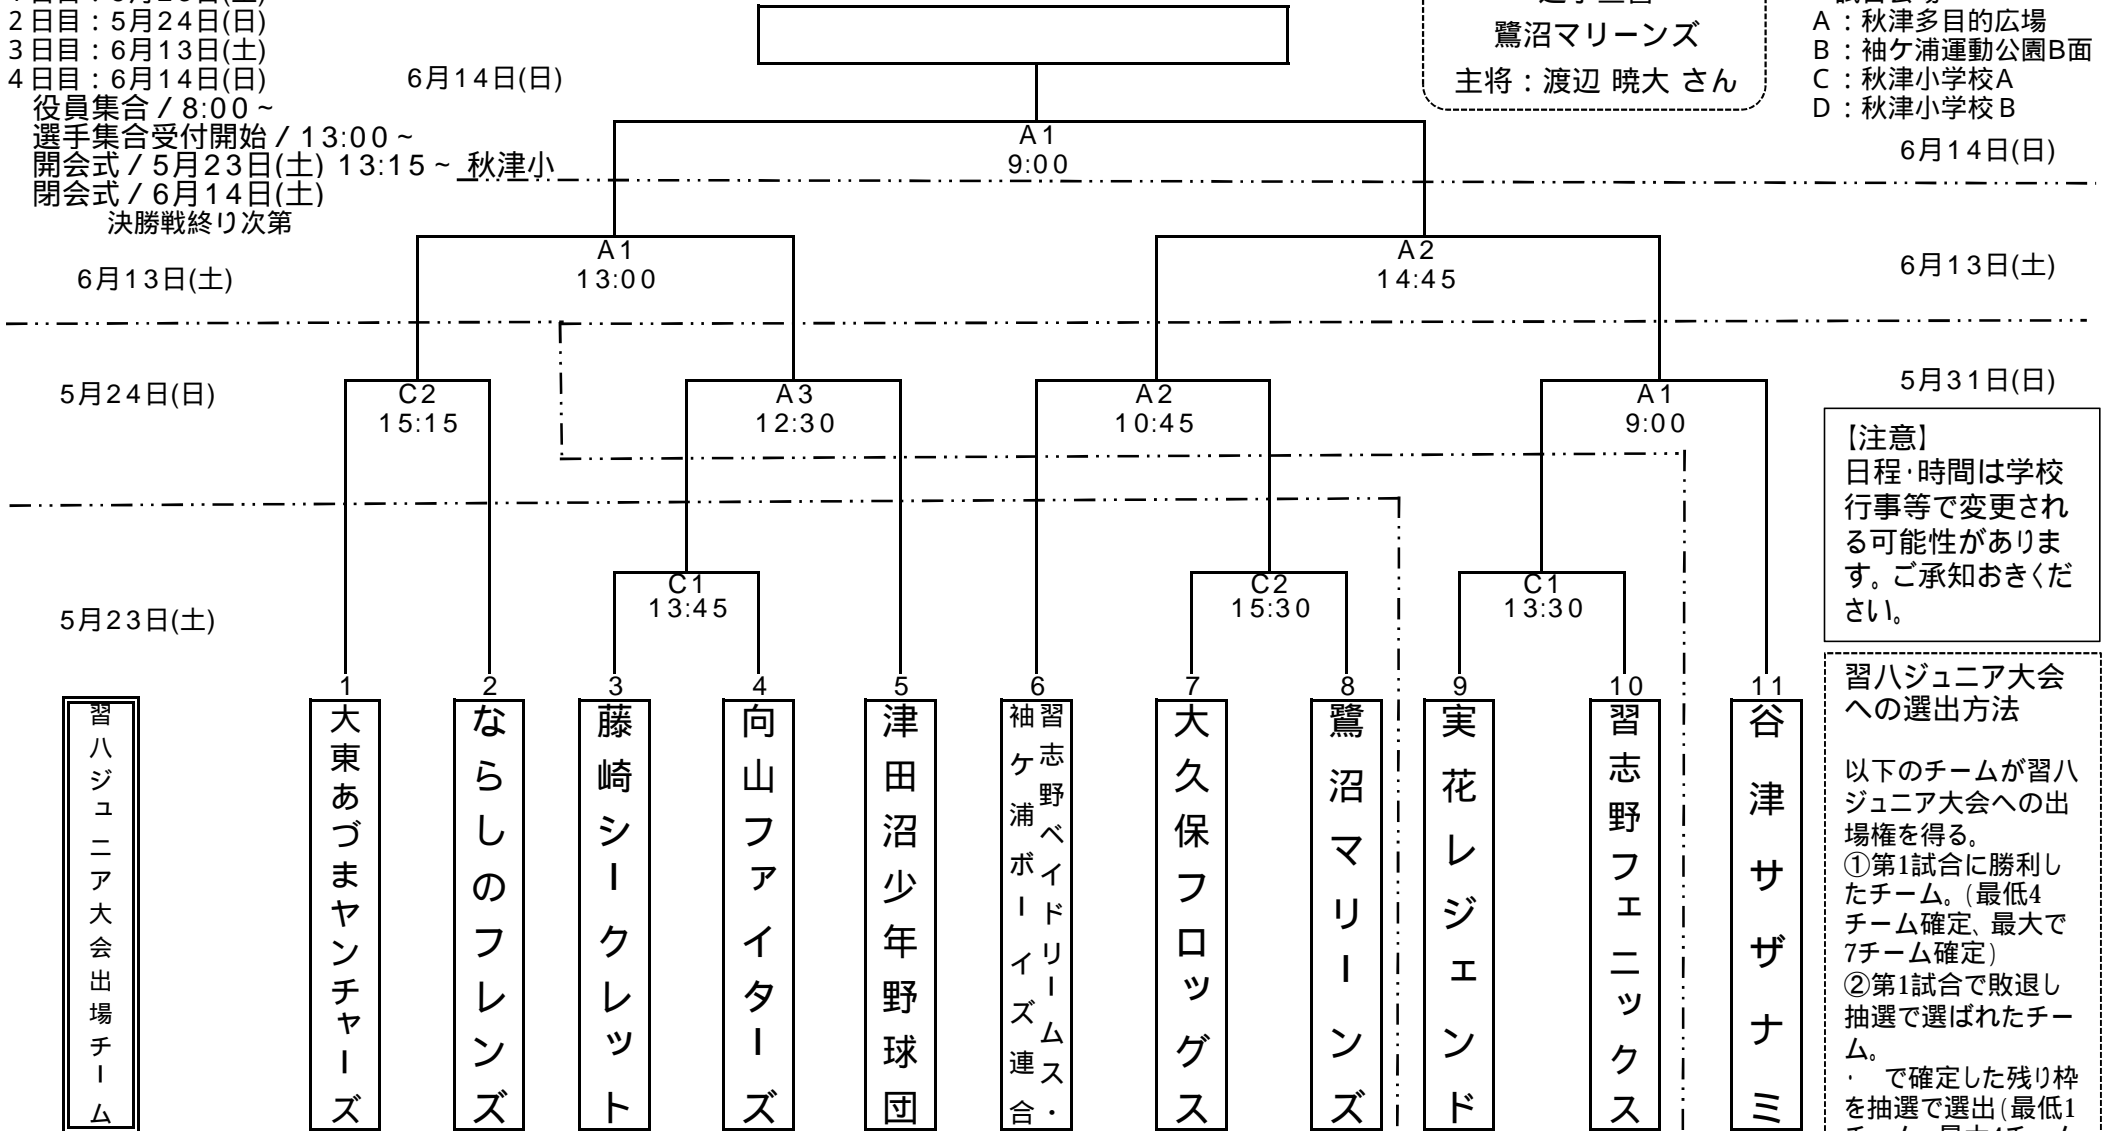 2日目：5月24日(日)
3日目：6月13日(土)
4日目：6月14日(日)
役員集合 / 8:00 ~
選手集合受付開始 / 13:00 ~
開会式 / 5月23日(土) 13:15 ~ 秋津小
閉会式 / 6月14日(土)
決勝戦終り次第
鷺沼マリーンズ
主将：渡辺 暁大 さん
A：秋津多目的広場
B：袖ケ浦運動公園B面
C：秋津小学校A
D：秋津小学校B
6月14日(日)
A1
9:00
6月14日(日)
6月13日(土)
A1
13:00
A2
14:45
6月13日(土)
5月24日(日)
C2
15:15
A3
12:30
A2
10:45
A1
9:00
5月31日(日)
5月23日(土)
C1
13:45
C2
15:30
C1
13:30
【注意】
日程・時間は学校
行事等で変更され
る可能性がありま
す。ご承知おきくだ
さい。
習八ジュニア大会出場チーム
1
大東あづまヤンチャーズ
2
ならしのフレンズ
3
藤崎シークレット
4
向山ファイターズ
5
津田沼少年野球団
6
習志野ベイドリームス・
袖ケ浦ボーイズ連合
7
大久保フロッグス
8
鷺沼マリーンズ
9
実花レジェンド
10
習志野フェニックス
11
谷津サザナミ
習八ジュニア大会
への選出方法
以下のチームが習八
ジュニア大会への出
場権を得る。
①第1試合に勝利し
たチーム。(最低4
チーム確定、最大で
7チーム確定)
②第1試合で敗退し
抽選で選ばれたチー
ム。
・ で確定した残り枠
を抽選で選出(最低1